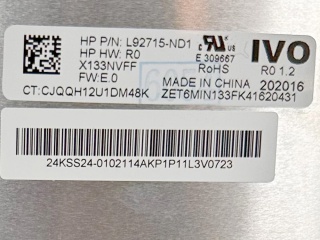 HP P/N: L92715-ND1
HP HW: R0
X133NVFF
FW:E.0
CT:CJQQH12U1DM48K
E 309667
RoHS
MADE IN CHINA
ZET6MIN133FK41620431
IVO
R0 1.2
202016
24KSS24-0102114AKP1P11L3V0723